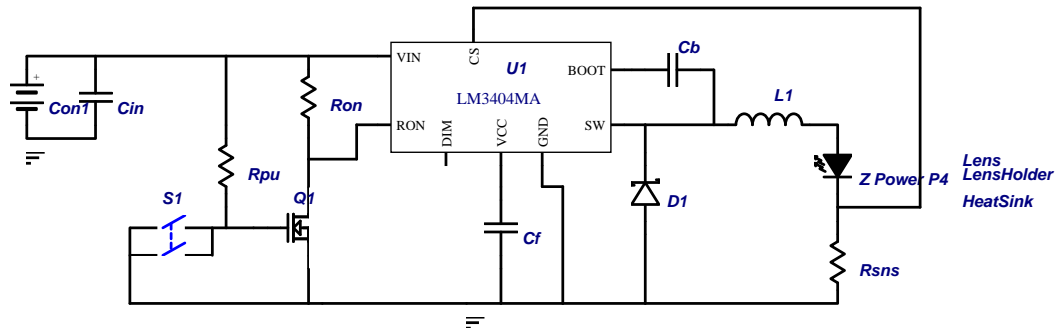 CS
Cb
VIN
U1
BOOT
+
Con1
Cin
Ron
LM3404MA
L1
RON
DIM
VCC
GND
SW
Rpu
Z Power P4
Lens
LensHolder
HeatSink
S1
Q1
D1
Cf
Rsns